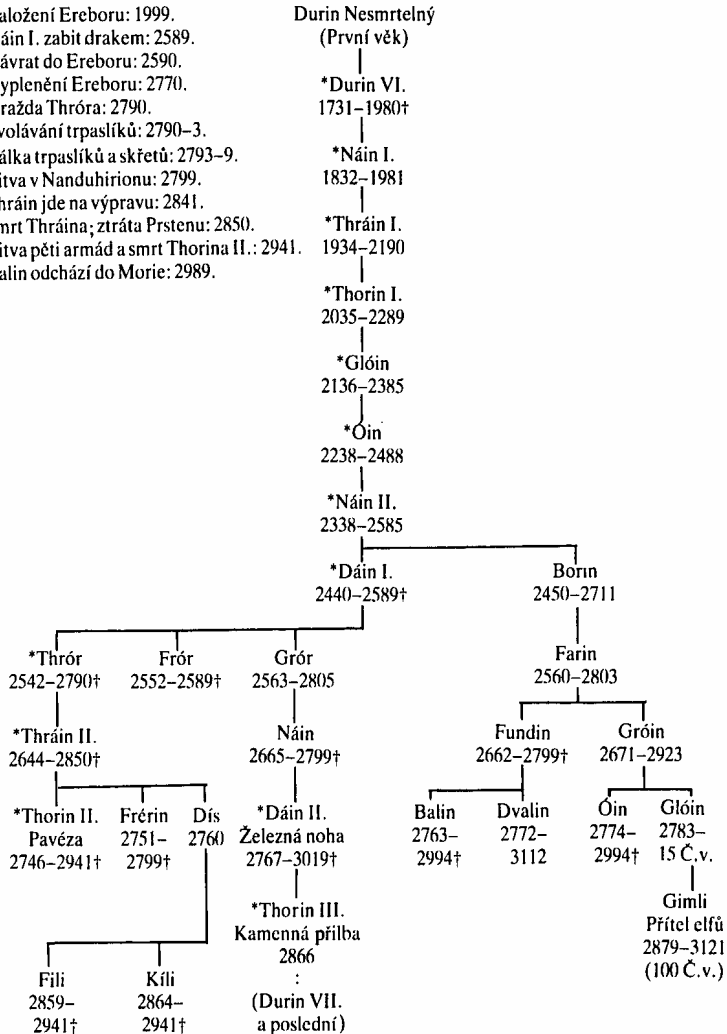 aložení Ereboru: 1999.
áin I. zabit drakem: 2589.
ávrat do Ereboru: 2590.
yplenění Ereboru: 2770.
ražda Thróra: 2790.
volávání trpaslíků: 2790–3.
álka trpaslíků a skřetů: 2793–9.
itva v Nanduhirionu: 2799.
hráin jde na výpravu: 2841.
mrt Thráina; ztráta Prstenu: 2850.
itva pěti armád a smrt Thorina II.: 2941.
alin odchází do Morie: 2989.
Durin Nesmrtelný
(První věk)
*Durin VI.
1731–1980†
*Náin I.
1832–1981
*Thráin I.
1934–2190
*Thorin I.
2035–2289
*Glóin
2136–2385
*Óin
2238–2488
*Náin II.
2338–2585
*Dáin I. Borin
2440–2589† 2450–2711
*Thrór Frór Grór Farin
2542–2790† 2552–2589† 2563–2805 2560–2803
*Thráin II. Náin Fundin Gróin
2644–2850† 2665–2799† 2662–2799† 2671–2923
*Thorin II. Frérin Dís *Dáin II. Balin Dvalin Óin Glóin
Pavéza 2751– 2760 Železná noha 2763– 2772– 2774– 2783–
2746–2941† 2799† 2767–3019† 2994† 3112 2994† 15 Č.v.
*Thorin III. Gimli
Kamenná přilba Přítel elfů
2866 2879–3121
: (100 Č.v.)
Fili Kíli (Durin VII.
2859– 2864– a poslední)
2941† 2941†